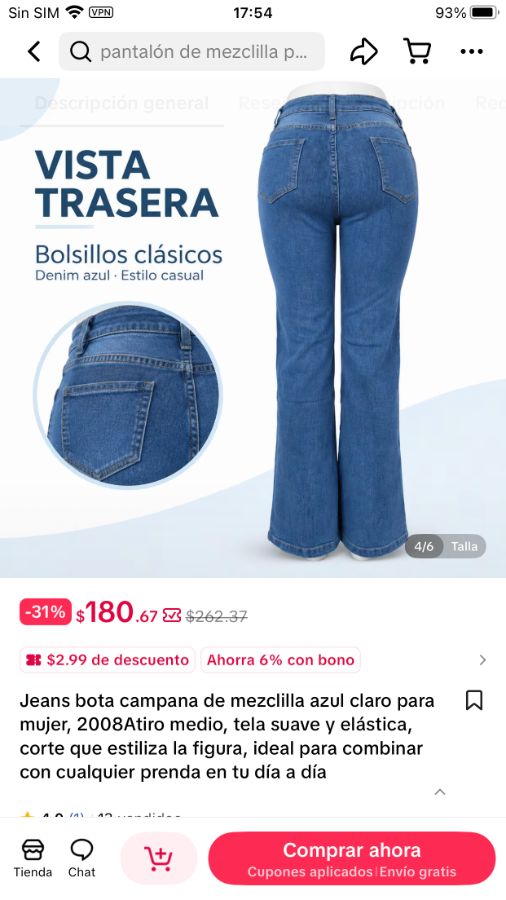 Sin SIM VPN 17:54 93%
pantalón de mezclilla p...
Descripción general
VISTA
TRASERA
Bolsillos clásicos
Denim azul · Estilo casual
4/6 Talla
-31% $180.67 $262.37
$2.99 de descuento Ahorra 6% con bono
Jeans bota campana de mezclilla azul claro para
mujer, 2008Atiro medio, tela suave y elástica,
corte que estiliza la figura, ideal para combinar
con cualquier prenda en tu día a día
Comprar ahora
Tienda Chat Cupones aplicados | Envío gratis